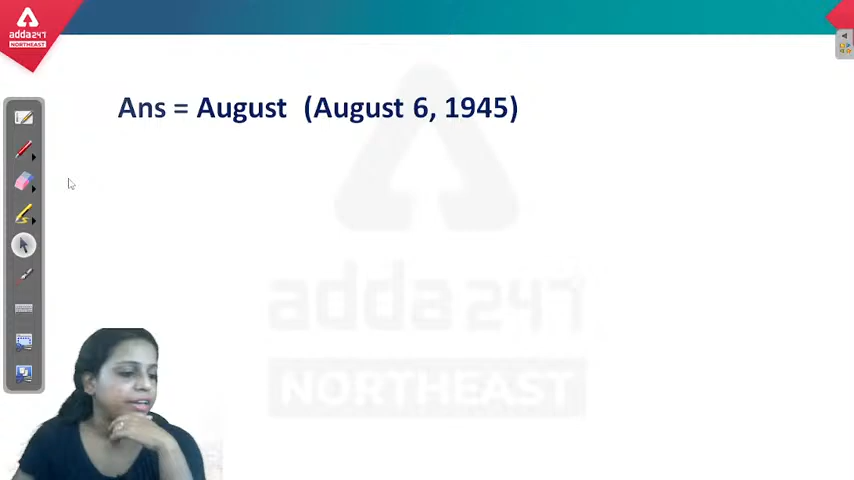 adda247
NORTHEAST
Ans = August (August 6, 1945)
adda247
NORTHEAST